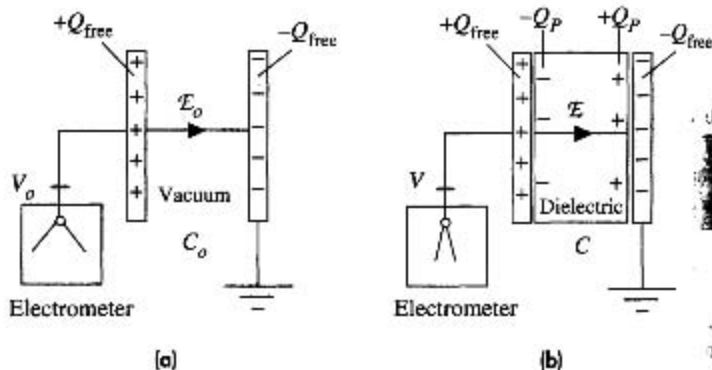 +Q_free
−Q_free
ℰ_o
V_o
Vacuum
C_o
Electrometer
(a)
+Q_free
−Q_P
+Q_P
−Q_free
ℰ
V
Dielectric
C
Electrometer
(b)